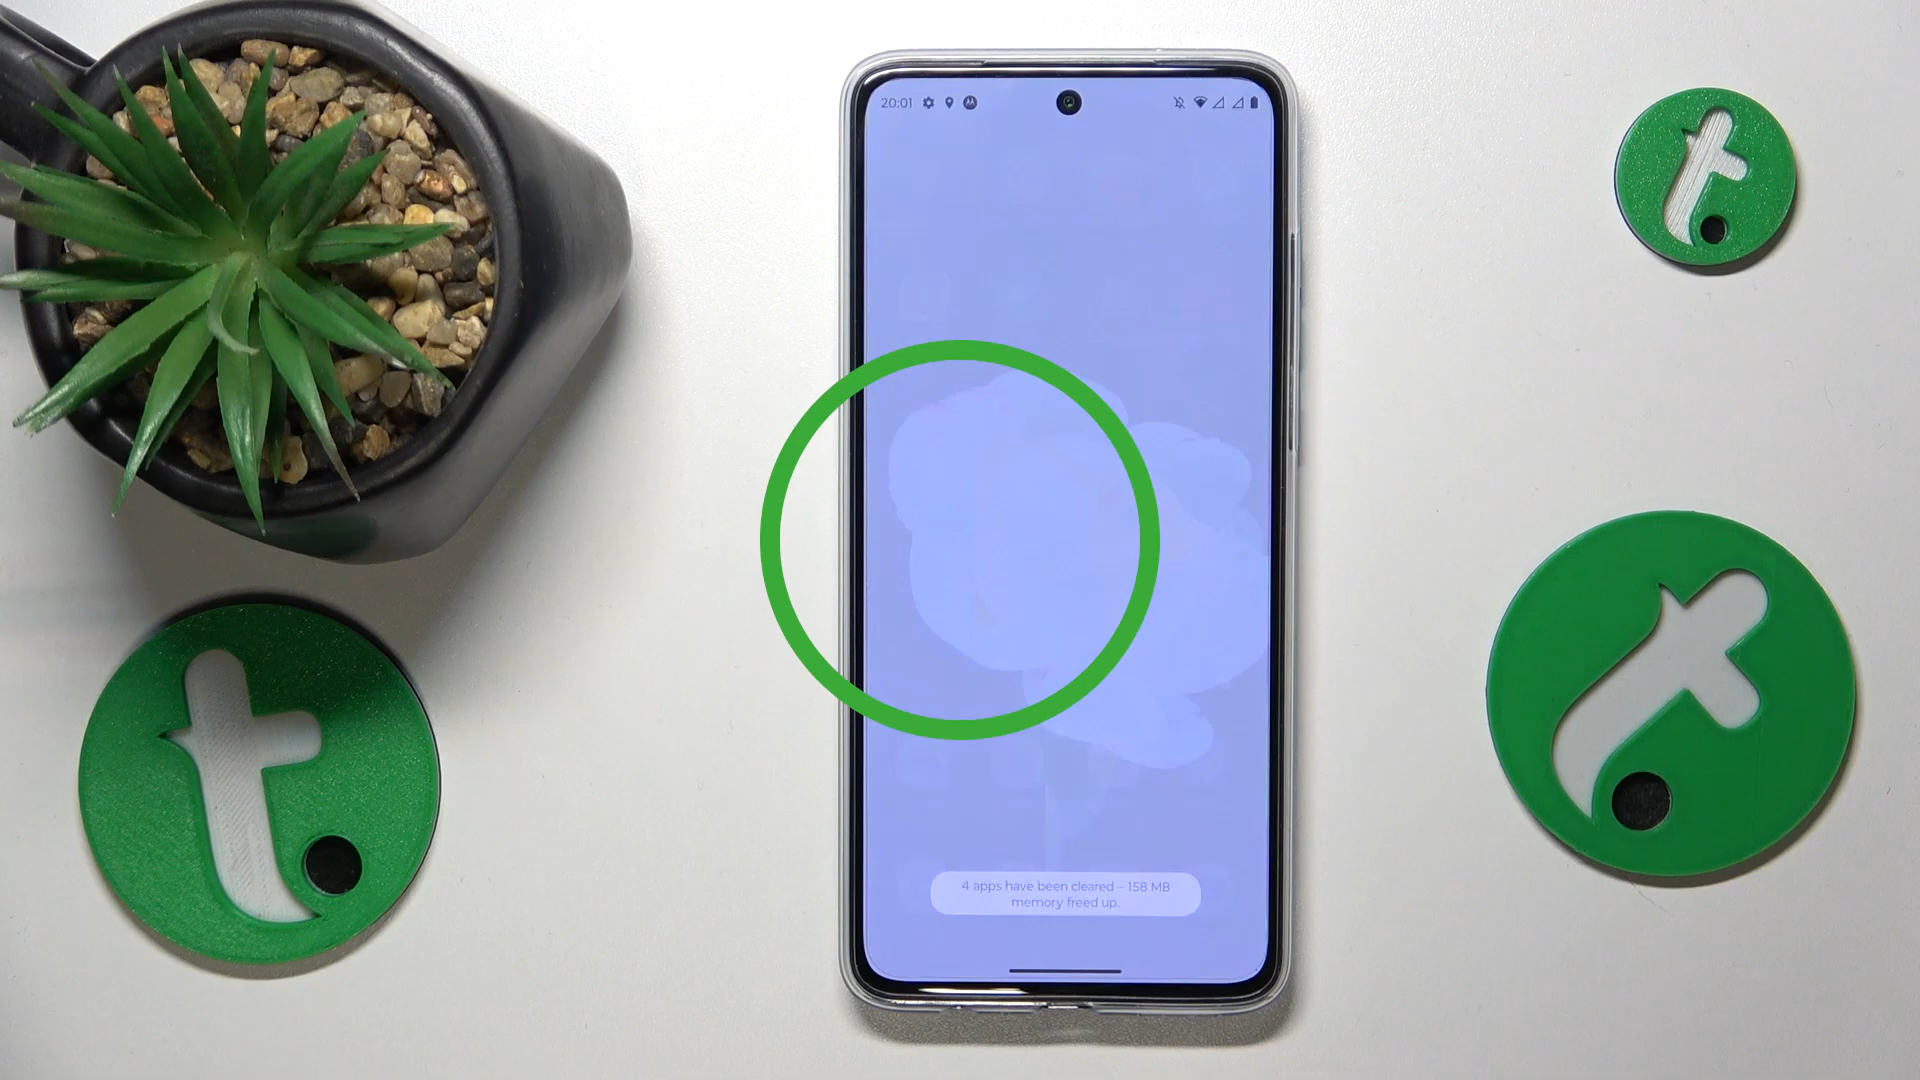 20:01
t
t
t
4 apps have been cleared – 158 MB
memory freed up.